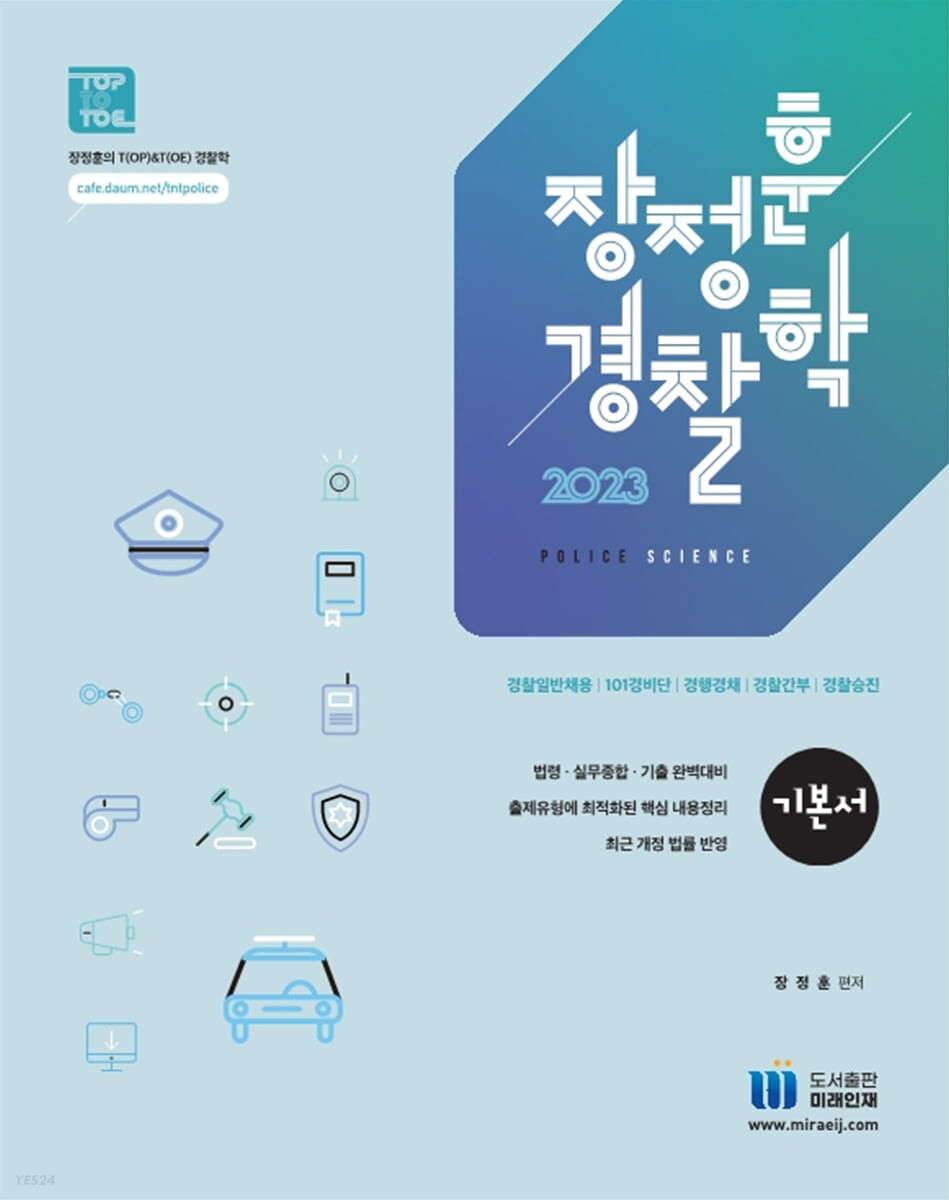 TOP
TO
TOE
장정훈의 T(OP)&T(OE) 경찰학
cafe.daum.net/tntpolice
장정훈
경찰학
2023
POLICE SCIENCE
경찰일반채용 | 101경비단 | 경행경채 | 경찰간부 | 경찰승진
법령 · 실무종합 · 기출 완벽대비
출제유형에 최적화된 핵심 내용정리
최근 개정 법률 반영
기본서
장 정 훈 편저
도서출판
미래인재
www.miraeij.com
YES24